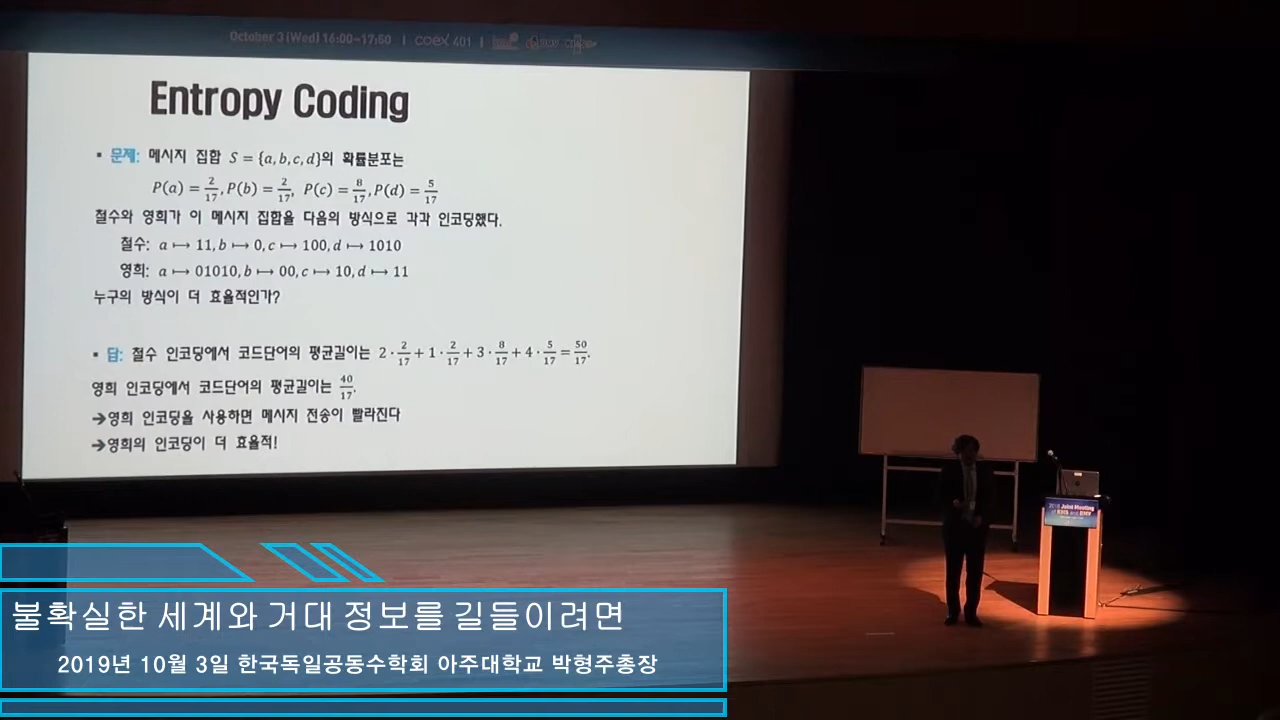 October 3 (Wed) 16:00~17:50 | coex 401 |
Entropy Coding
▪ 문제: 메시지 집합 S = {a, b, c, d}의 확률분포는
P(a) = 2/17, P(b) = 2/17, P(c) = 8/17, P(d) = 5/17
철수와 영희가 이 메시지 집합을 다음의 방식으로 각각 인코딩했다.
철수: a ↦ 11, b ↦ 0, c ↦ 100, d ↦ 1010
영희: a ↦ 01010, b ↦ 00, c ↦ 10, d ↦ 11
누구의 방식이 더 효율적인가?
▪ 답: 철수 인코딩에서 코드단어의 평균길이는 2 · 2/17 + 1 · 2/17 + 3 · 8/17 + 4 · 5/17 = 50/17.
영희 인코딩에서 코드단어의 평균길이는 40/17.
➔영희 인코딩을 사용하면 메시지 전송이 빨라진다
➔영희의 인코딩이 더 효율적!
Joint Meeting
불확실한 세계와 거대 정보를 길들이려면
2019년 10월 3일 한국독일공동수학회 아주대학교 박형주총장